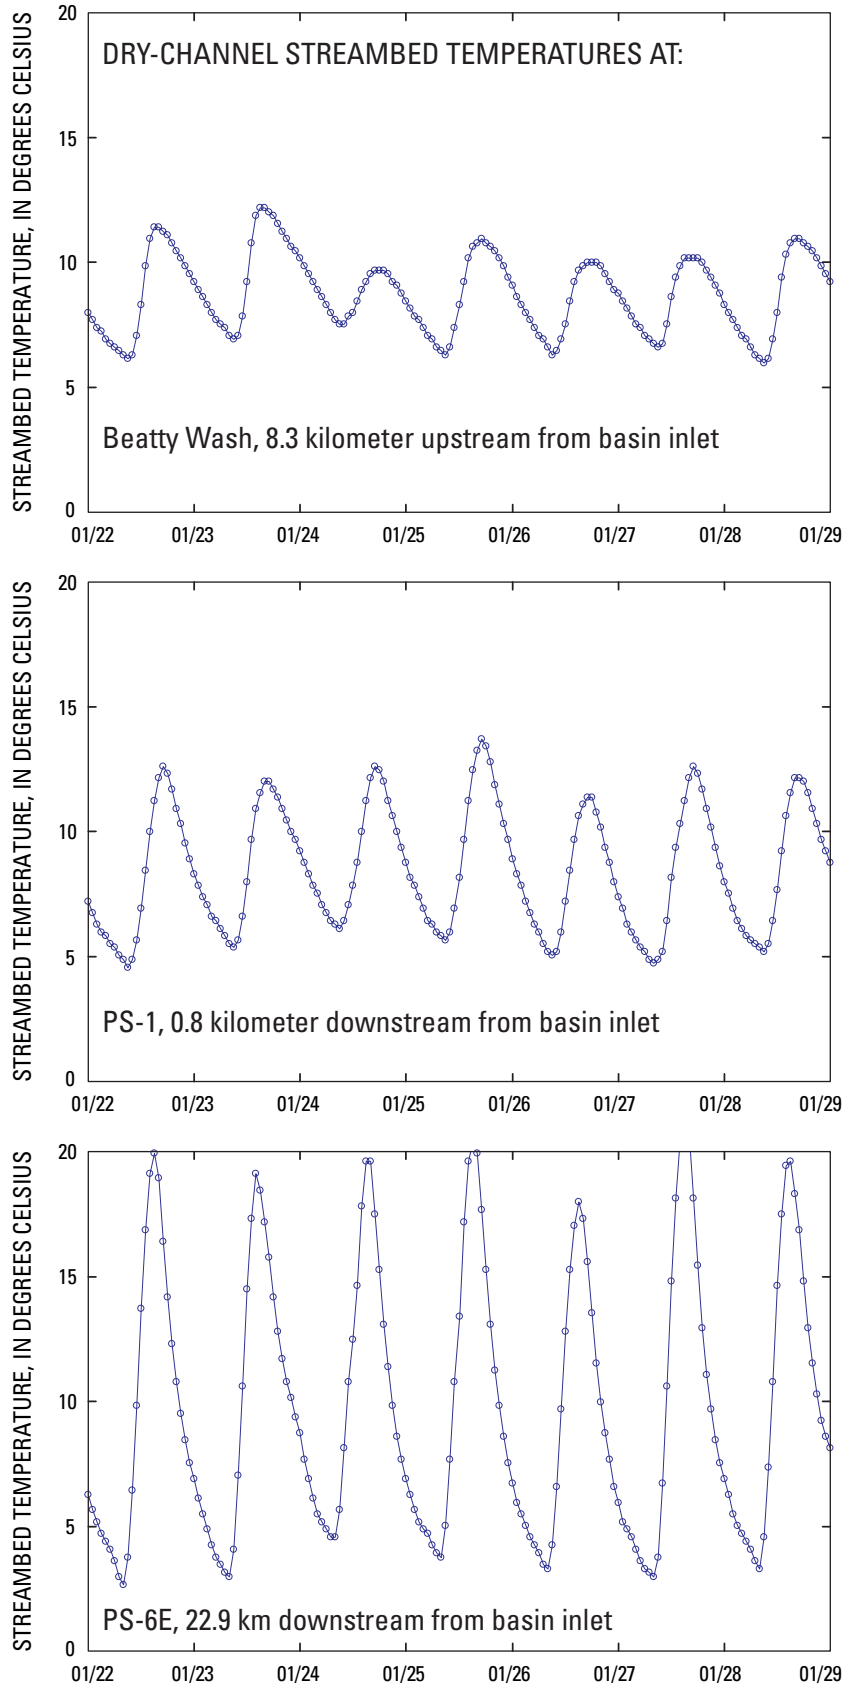 STREAMBED TEMPERATURE, IN DEGREES CELSIUS
20
15
10
5
0
DRY-CHANNEL STREAMBED TEMPERATURES AT:
Beatty Wash, 8.3 kilometer upstream from basin inlet
01/22 01/23 01/24 01/25 01/26 01/27 01/28 01/29
STREAMBED TEMPERATURE, IN DEGREES CELSIUS
20
15
10
5
0
PS-1, 0.8 kilometer downstream from basin inlet
01/22 01/23 01/24 01/25 01/26 01/27 01/28 01/29
STREAMBED TEMPERATURE, IN DEGREES CELSIUS
20
15
10
5
0
PS-6E, 22.9 km downstream from basin inlet
01/22 01/23 01/24 01/25 01/26 01/27 01/28 01/29